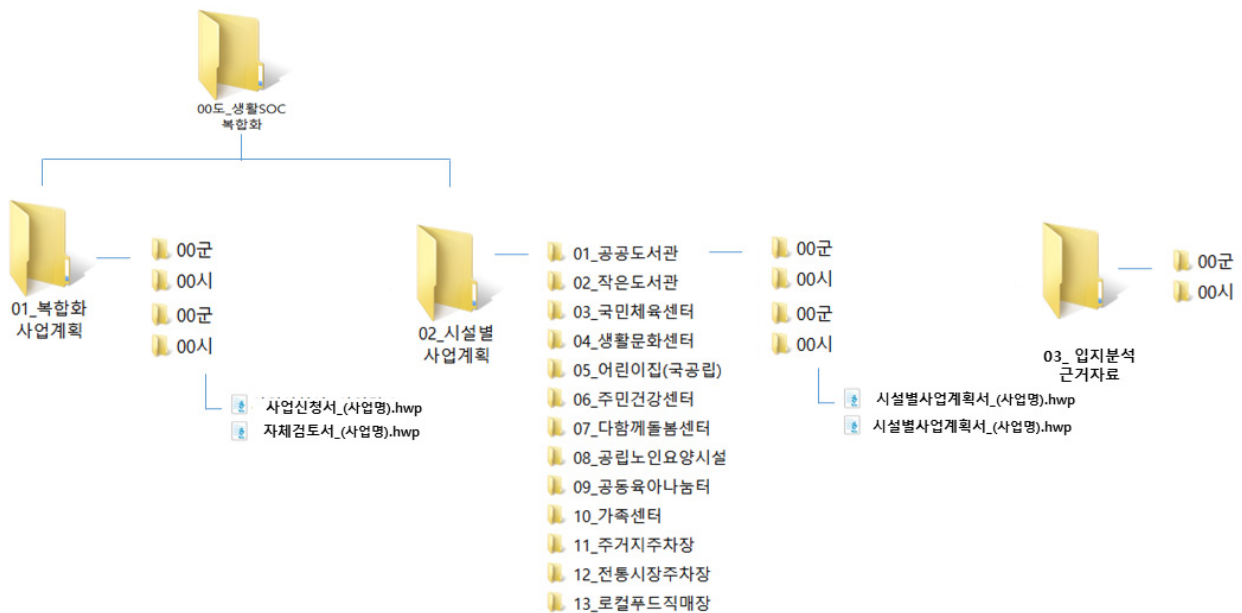 00도_생활SOC
복합화
01_복합화
사업계획
00군
00시
00군
00시
사업신청서_(사업명).hwp
자체검토서_(사업명).hwp
02_시설별
사업계획
01_공공도서관
02_작은도서관
03_국민체육센터
04_생활문화센터
05_어린이집(국공립)
06_주민건강센터
07_다함께돌봄센터
08_공립노인요양시설
09_공동육아나눔터
10_가족센터
11_주거지주차장
12_전통시장주차장
13_로컬푸드직매장
00군
00시
00군
00시
시설별사업계획서_(사업명).hwp
시설별사업계획서_(사업명).hwp
03_ 입지분석
근거자료
00군
00시